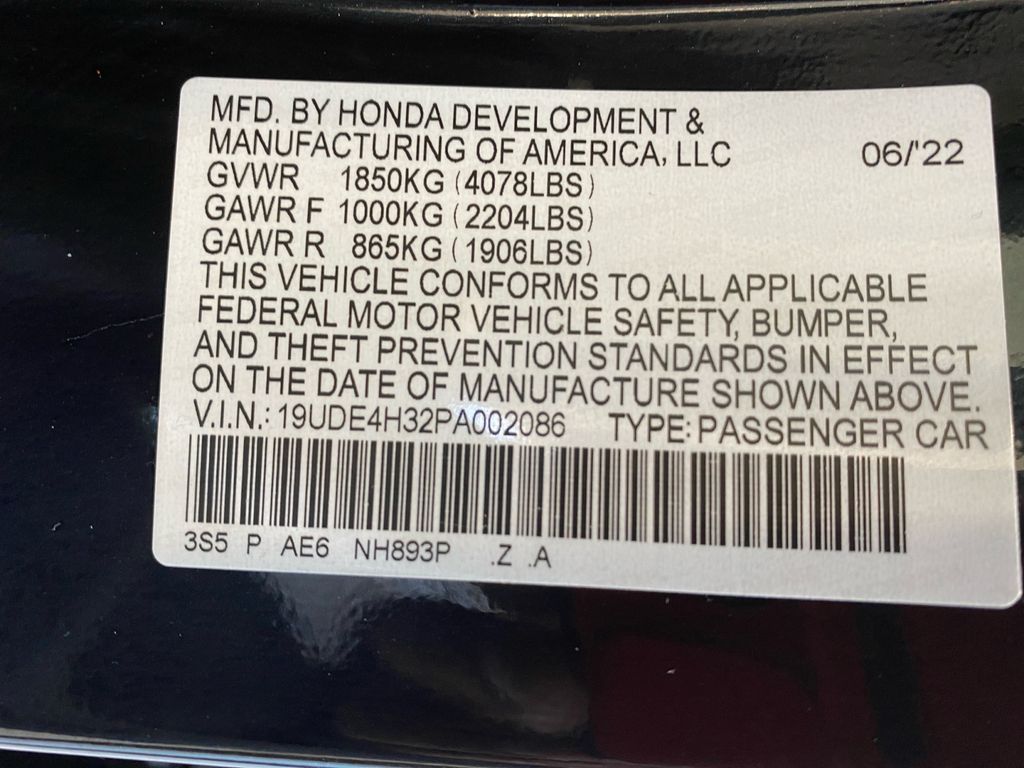 MFD. BY HONDA DEVELOPMENT &
MANUFACTURING OF AMERICA, LLC 06/'22
GVWR 1850KG (4078LBS)
GAWR F 1000KG (2204LBS)
GAWR R 865KG (1906LBS)
THIS VEHICLE CONFORMS TO ALL APPLICABLE
FEDERAL MOTOR VEHICLE SAFETY, BUMPER,
AND THEFT PREVENTION STANDARDS IN EFFECT
ON THE DATE OF MANUFACTURE SHOWN ABOVE.
V.I.N.: 19UDE4H32PA002086 TYPE: PASSENGER CAR
3S5 P AE6 NH893P .Z .A